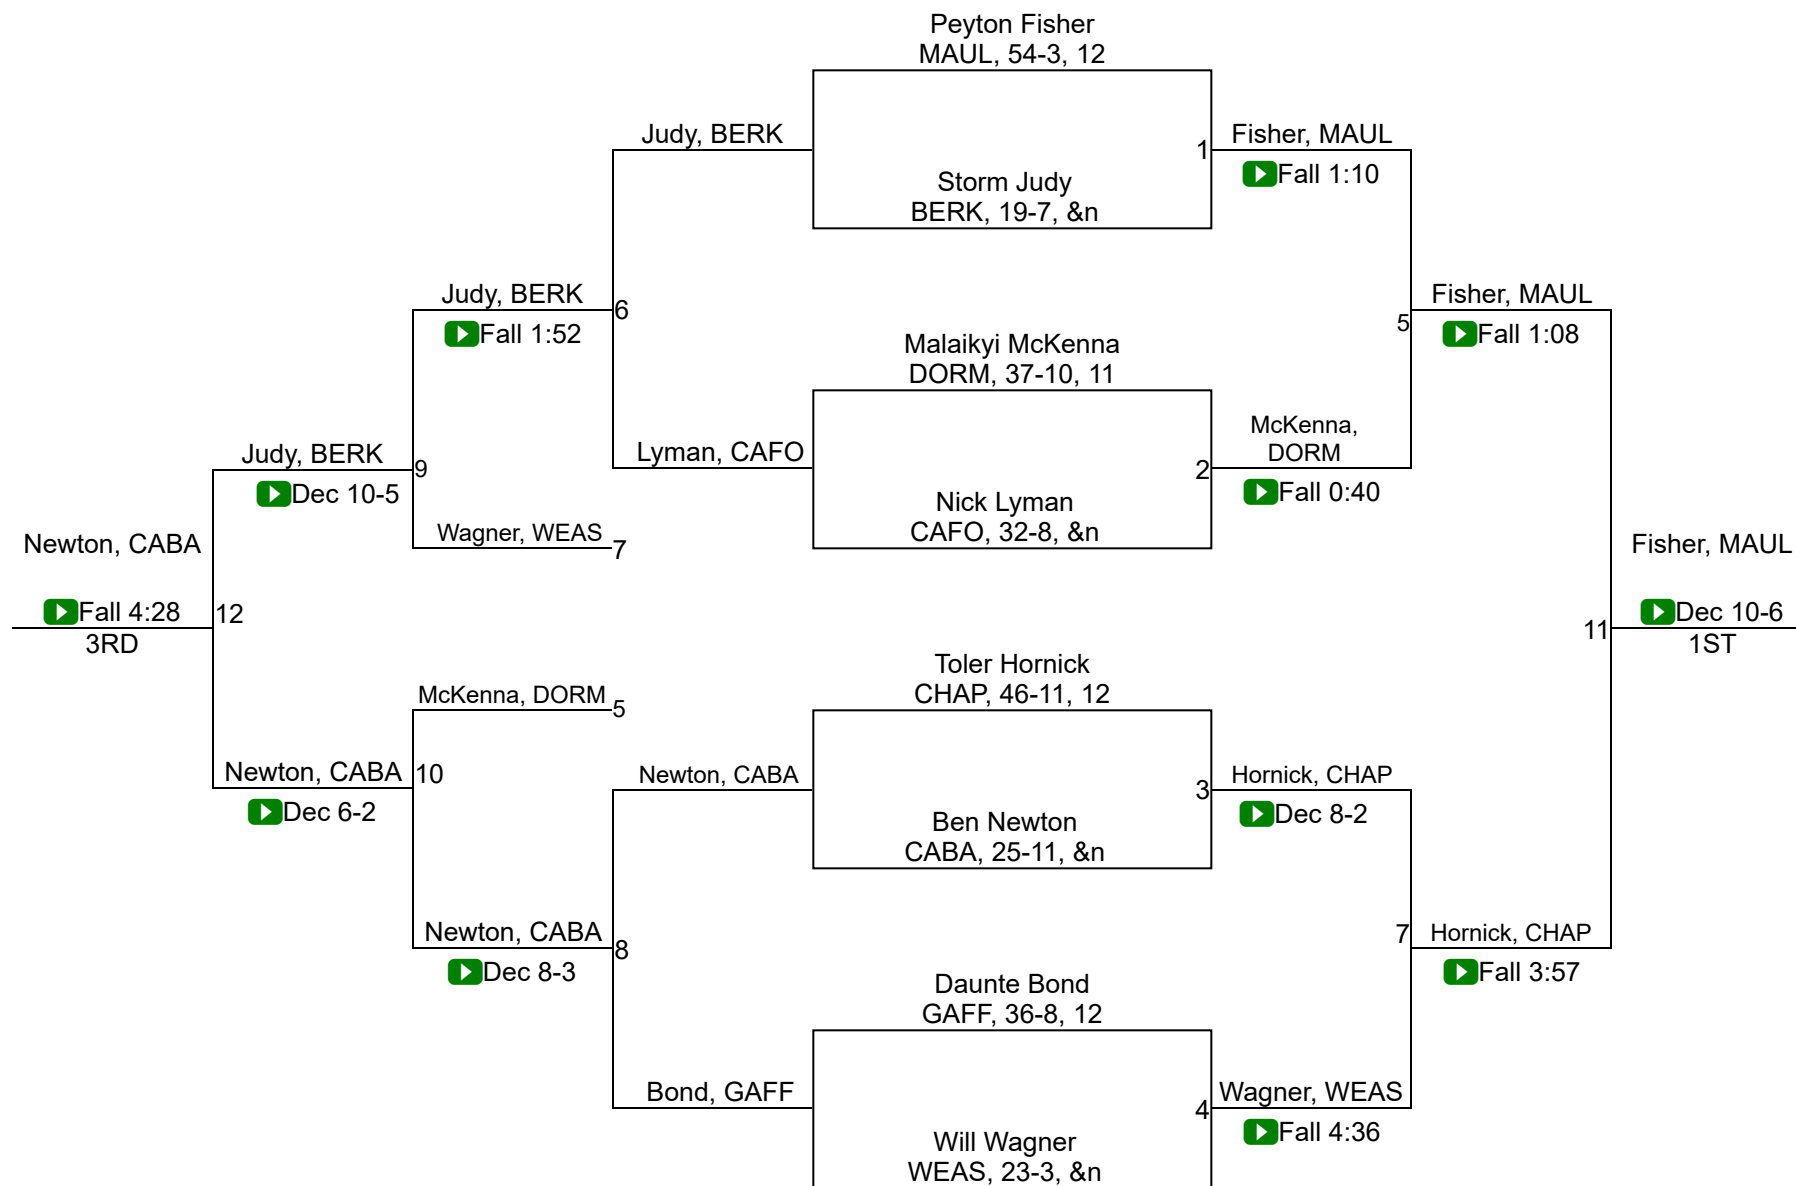 Peyton Fisher
MAUL, 54-3, 12
Judy, BERK
1
Fisher, MAUL
Fall 1:10
Storm Judy
BERK, 19-7, &n
Judy, BERK
6
Fall 1:52
Fisher, MAUL
5
Fall 1:08
Malaikyi McKenna
DORM, 37-10, 11
Judy, BERK
9
Dec 10-5
Lyman, CAFO
2
McKenna,
DORM
Fall 0:40
Nick Lyman
CAFO, 32-8, &n
Wagner, WEAS
7
Newton, CABA
Fall 4:28
3RD
12
Fisher, MAUL
11
Dec 10-6
1ST
Toler Hornick
CHAP, 46-11, 12
McKenna, DORM
5
Newton, CABA
10
Dec 6-2
Newton, CABA
3
Hornick, CHAP
Dec 8-2
Ben Newton
CABA, 25-11, &n
Newton, CABA
8
Dec 8-3
7
Hornick, CHAP
Fall 3:57
Daunte Bond
GAFF, 36-8, 12
Bond, GAFF
4
Wagner, WEAS
Fall 4:36
Will Wagner
WEAS, 23-3, &n